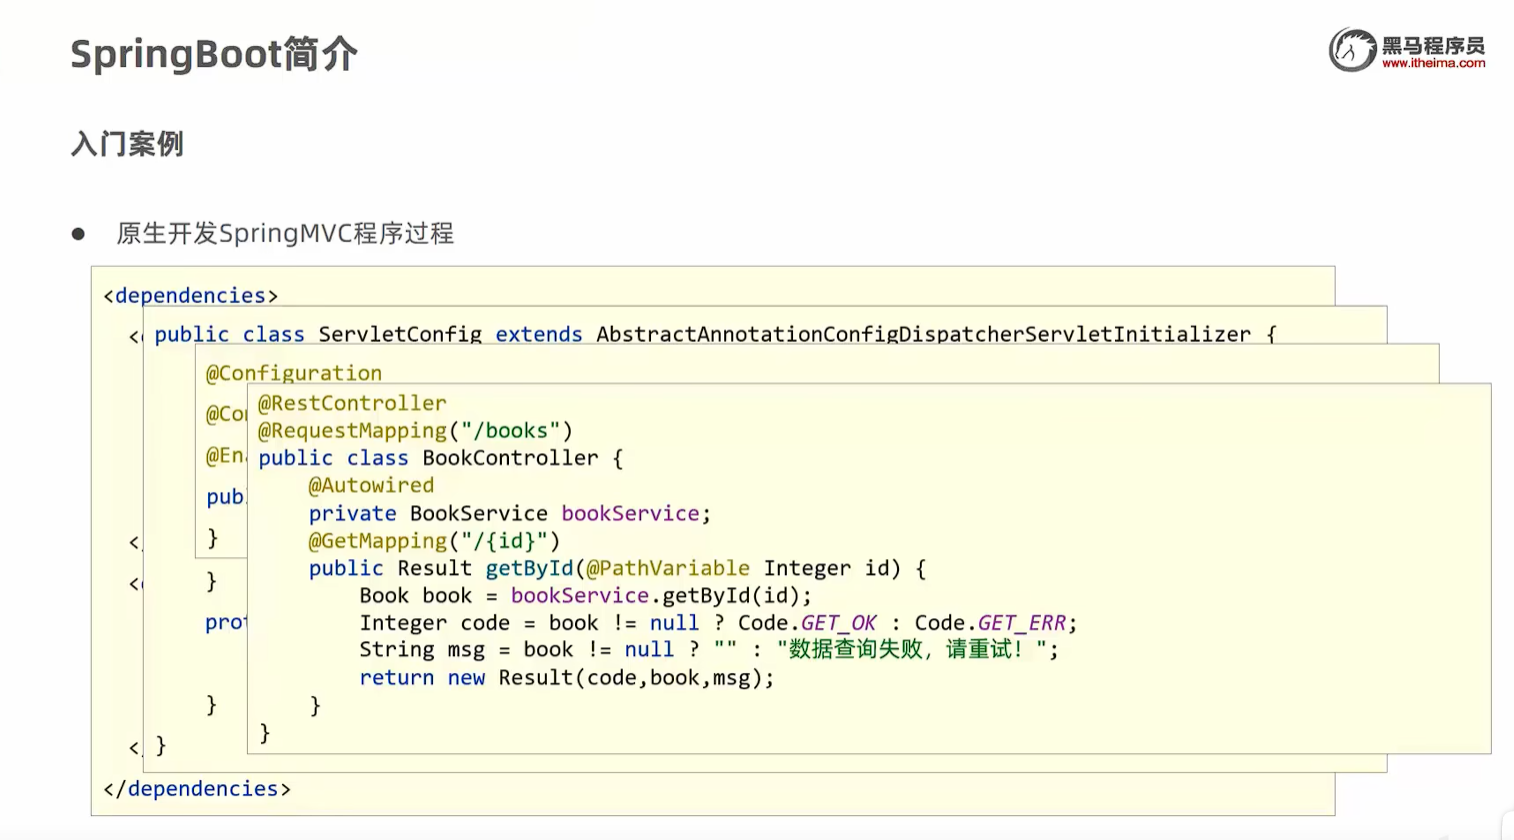 SpringBoot简介
黑马程序员
www.itheima.com
入门案例
● 原生开发SpringMVC程序过程
<dependencies>
<
public class ServletConfig extends AbstractAnnotationConfigDispatcherServletInitializer {
@Configuration
@Co
@En
pub
}
}
prot
}
}
@RestController
@RequestMapping("/books")
public class BookController {
@Autowired
private BookService bookService;
@GetMapping("/{id}")
public Result getById(@PathVariable Integer id) {
Book book = bookService.getById(id);
Integer code = book != null ? Code.GET_OK : Code.GET_ERR;
String msg = book != null ? "" : "数据查询失败，请重试！";
return new Result(code,book,msg);
}
}
<
<
<
</dependencies>